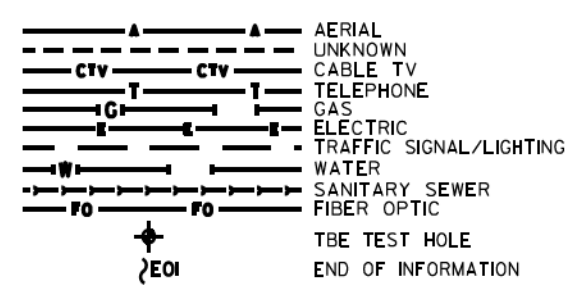 A A AERIAL
UNKNOWN
CTV CTV CABLE TV
T T TELEPHONE
G GAS
E E E ELECTRIC
TRAFFIC SIGNAL/LIGHTING
W WATER
SANITARY SEWER
FO FO FIBER OPTIC
TBE TEST HOLE
EOI END OF INFORMATION